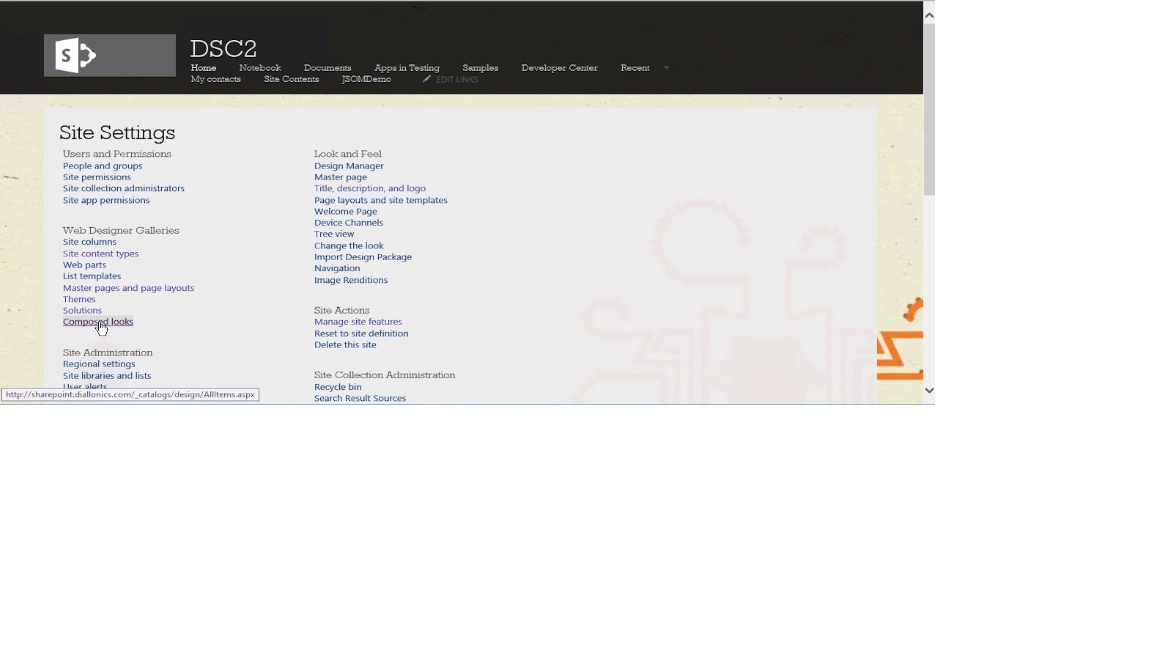 S
DSC2
Home Notebook Documents Apps in Testing Samples Developer Center Recent
My contacts Site Contents JSOMDemo EDIT LINKS
Site Settings
Users and Permissions
People and groups
Site permissions
Site collection administrators
Site app permissions
Web Designer Galleries
Site columns
Site content types
Web parts
List templates
Master pages and page layouts
Themes
Solutions
Composed looks
Site Administration
Regional settings
Site libraries and lists
User alerts
Look and Feel
Design Manager
Master page
Title, description, and logo
Page layouts and site templates
Welcome Page
Device Channels
Tree view
Change the look
Import Design Package
Navigation
Image Renditions
Site Actions
Manage site features
Reset to site definition
Delete this site
Site Collection Administration
Recycle bin
Search Result Sources
http://sharepoint.diallonics.com/_catalogs/design/AllItems.aspx